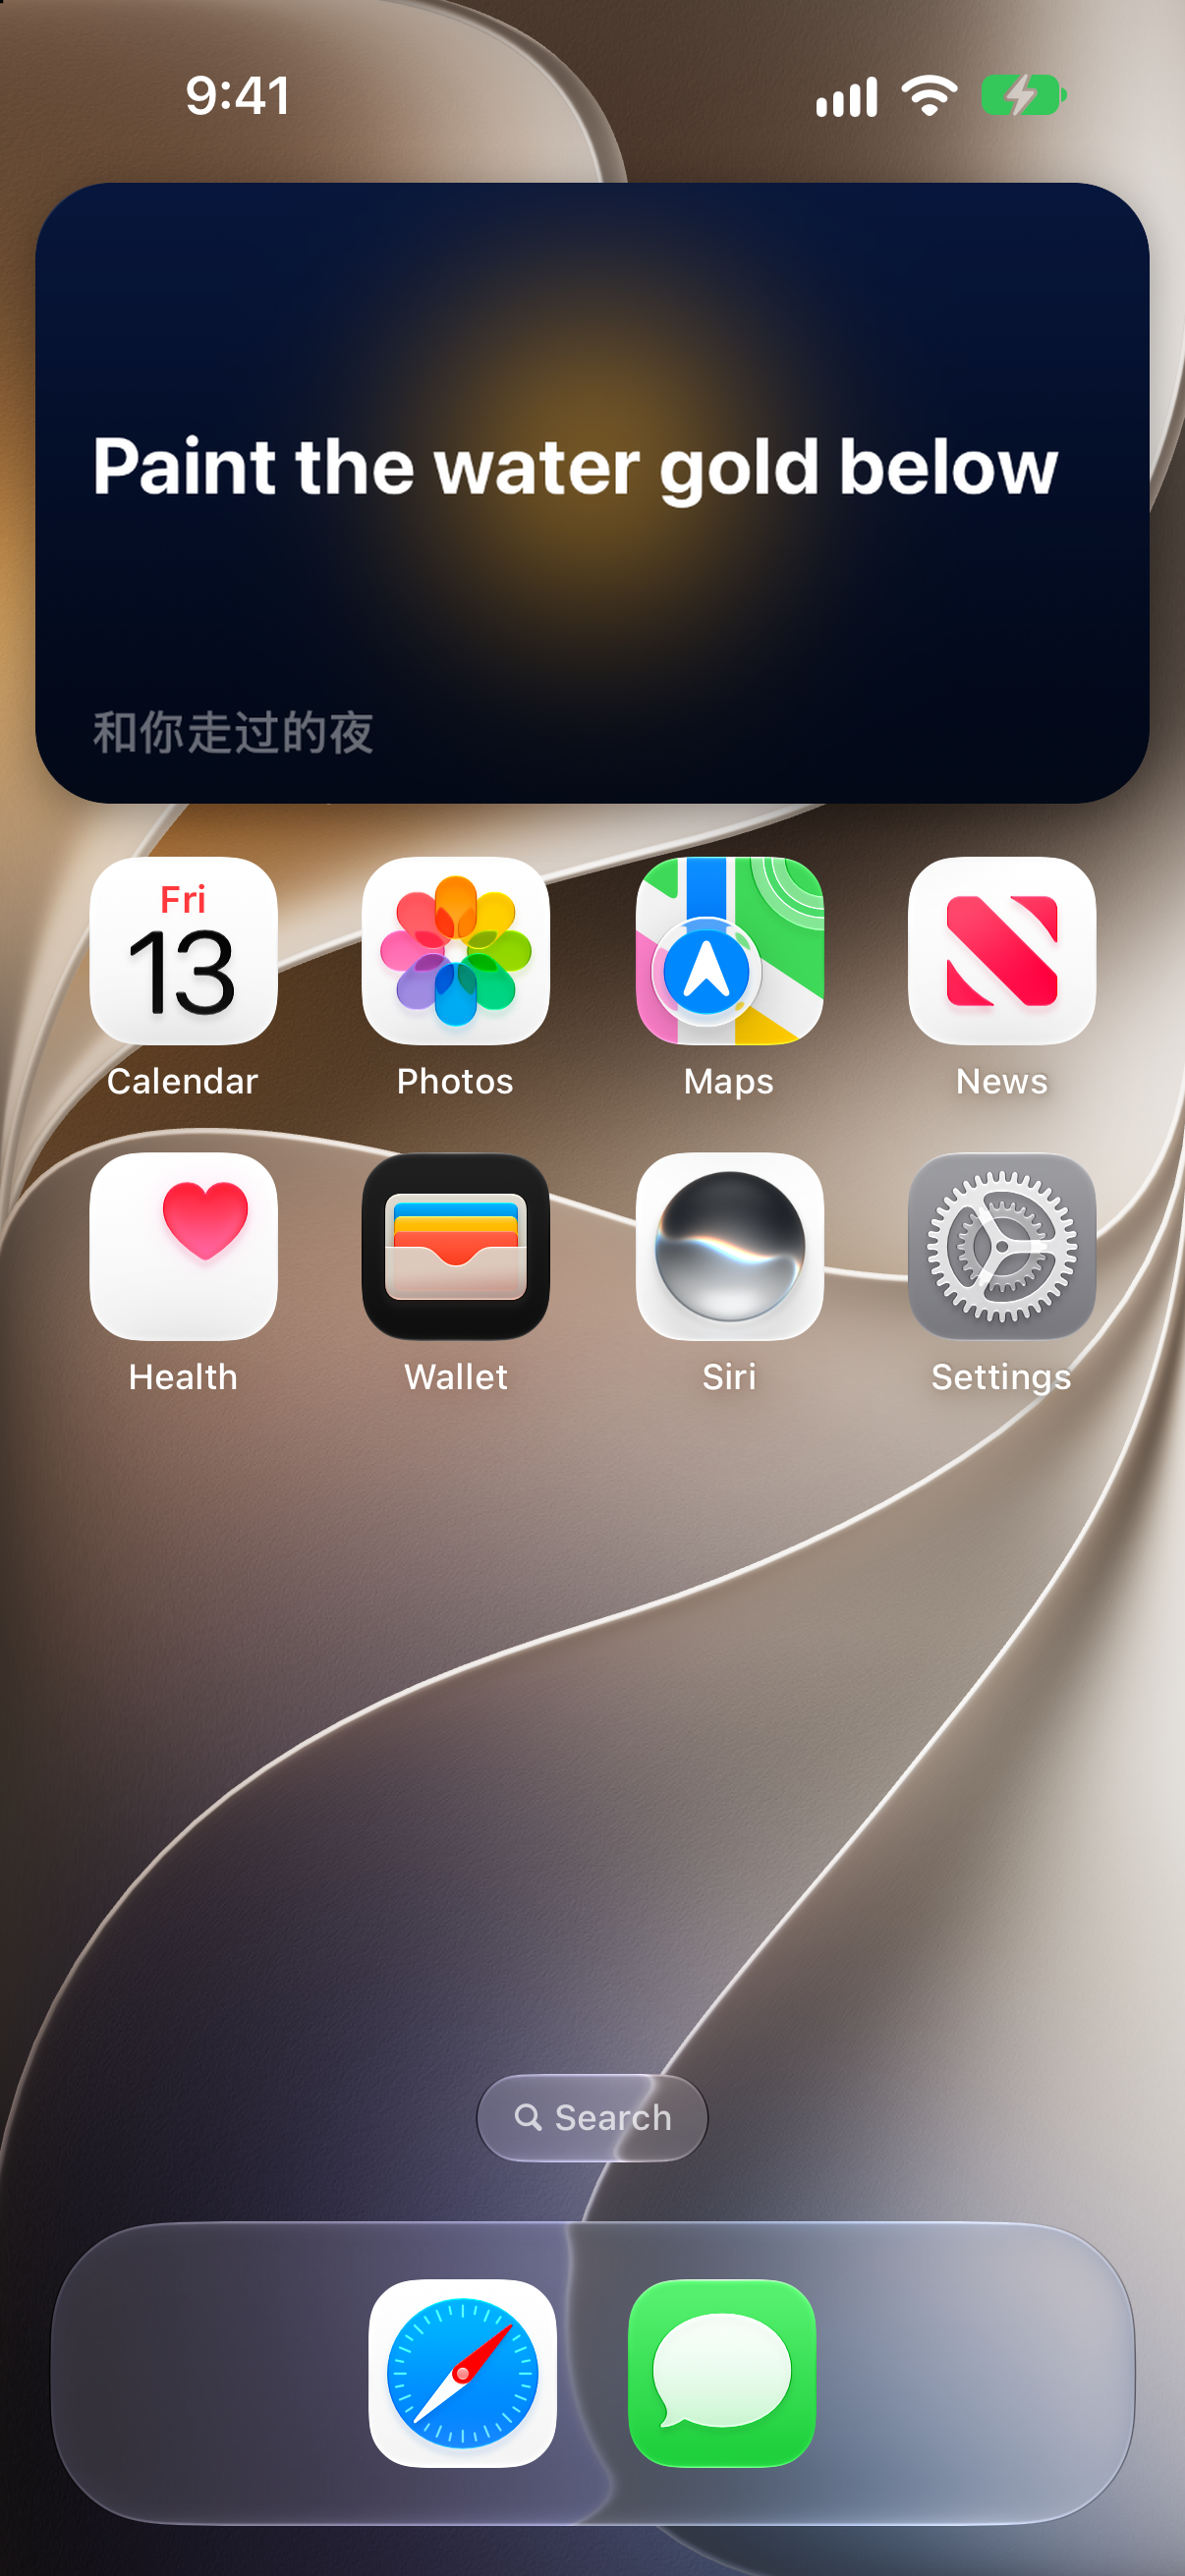 9:41
Paint the water gold below
和你走过的夜
Fri
13
Calendar
Photos
Maps
News
Health
Wallet
Siri
Settings
Search